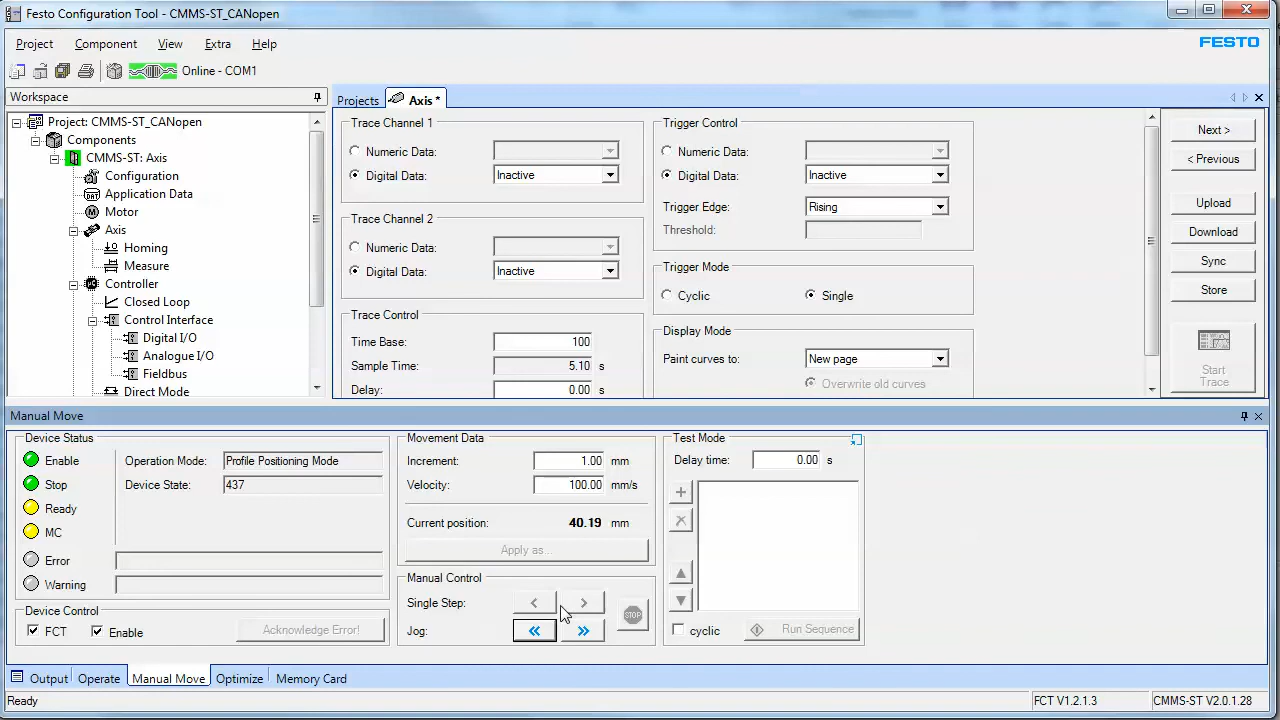 Festo Configuration Tool - CMMS-ST_CANopen
Project Component View Extra Help
FESTO
Online - COM1
Workspace
Projects Axis *
Project: CMMS-ST_CANopen
Components
CMMS-ST: Axis
Configuration
Application Data
Motor
Axis
Homing
Measure
Controller
Closed Loop
Control Interface
Digital I/O
Analogue I/O
Fieldbus
Direct Mode
Trace Channel 1
Numeric Data:
Digital Data: Inactive
Trace Channel 2
Numeric Data:
Digital Data: Inactive
Trace Control
Time Base: 100
Sample Time: 5.10 s
Delay: 0.00 s
Trigger Control
Numeric Data:
Digital Data: Inactive
Trigger Edge: Rising
Threshold:
Trigger Mode
Cyclic Single
Display Mode
Paint curves to: New page
Overwrite old curves
Next >
< Previous
Upload
Download
Sync
Store
Start
Trace
Manual Move
Device Status
Enable
Stop
Ready
MC
Error
Warning
Operation Mode: Profile Positioning Mode
Device State: 437
Device Control
FCT Enable Acknowledge Error!
Movement Data
Increment: 1.00 mm
Velocity: 100.00 mm/s
Current position: 40.19 mm
Apply as...
Manual Control
Single Step: < >
STOP
Jog: « »
Test Mode
Delay time: 0.00 s
cyclic Run Sequence
Output Operate Manual Move Optimize Memory Card
Ready FCT V1.2.1.3 CMMS-ST V2.0.1.28